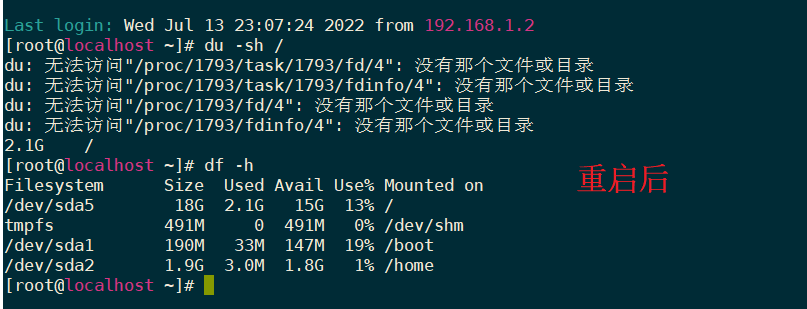 Last login: Wed Jul 13 23:07:24 2022 from 192.168.1.2
[root@localhost ~]# du -sh /
du: 无法访问"/proc/1793/task/1793/fd/4": 没有那个文件或目录
du: 无法访问"/proc/1793/task/1793/fdinfo/4": 没有那个文件或目录
du: 无法访问"/proc/1793/fd/4": 没有那个文件或目录
du: 无法访问"/proc/1793/fdinfo/4": 没有那个文件或目录
2.1G    /
[root@localhost ~]# df -h
Filesystem      Size  Used Avail Use% Mounted on
/dev/sda5        18G  2.1G   15G  13% /
tmpfs           491M     0  491M   0% /dev/shm
/dev/sda1       190M   33M  147M  19% /boot
/dev/sda2       1.9G  3.0M  1.8G   1% /home
[root@localhost ~]#
重启后